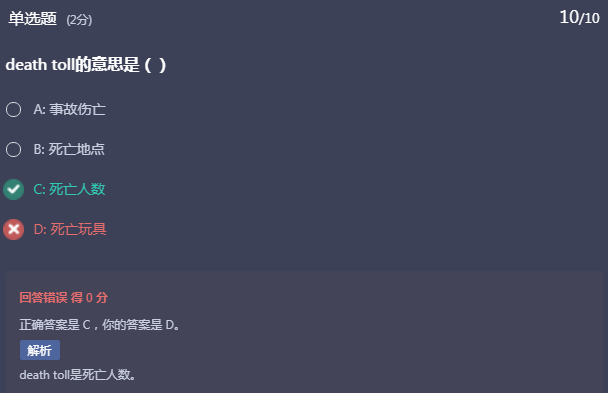 单选题 (2分) 10/10
death toll的意思是 ( )
A: 事故伤亡
B: 死亡地点
C: 死亡人数
D: 死亡玩具
回答错误 得 0 分
正确答案是 C，你的答案是 D。
解析
death toll是死亡人数。